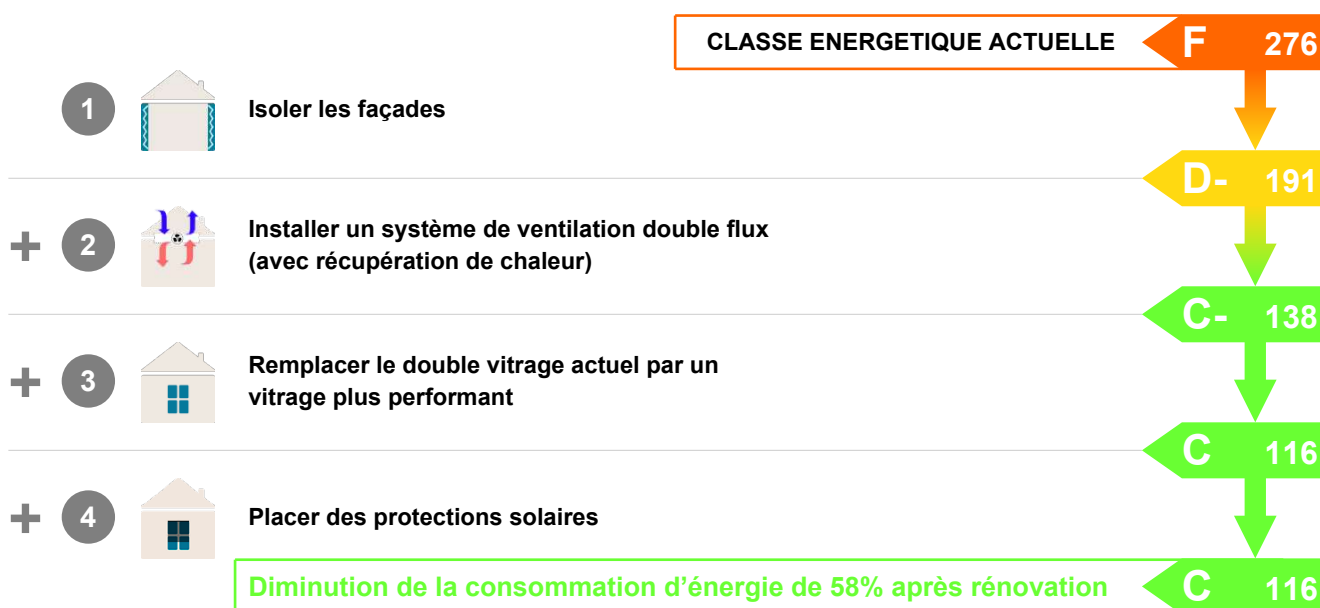 CLASSE ENERGETIQUE ACTUELLE F 276
1 Isoler les façades
D- 191
+ 2 Installer un système de ventilation double flux
(avec récupération de chaleur)
C- 138
+ 3 Remplacer le double vitrage actuel par un
vitrage plus performant
C 116
+ 4 Placer des protections solaires
Diminution de la consommation d’énergie de 58% après rénovation C 116